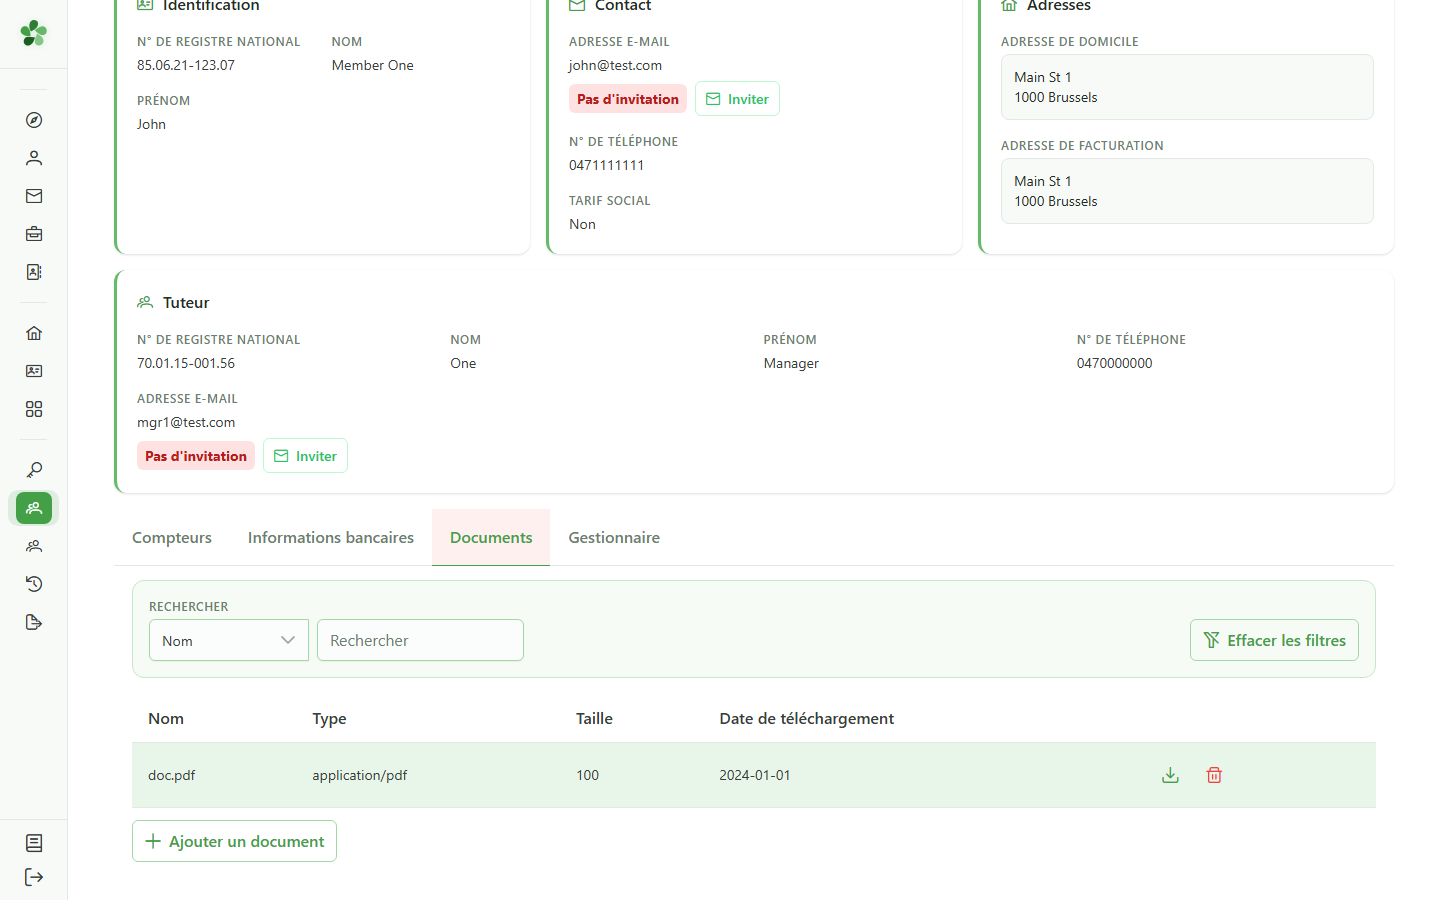 Identification
N° DE REGISTRE NATIONAL
85.06.21-123.07
NOM
Member One
PRÉNOM
John
Contact
ADRESSE E-MAIL
john@test.com
Pas d'invitation
Inviter
N° DE TÉLÉPHONE
0471111111
TARIF SOCIAL
Non
Adresses
ADRESSE DE DOMICILE
Main St 1
1000 Brussels
ADRESSE DE FACTURATION
Main St 1
1000 Brussels
Tuteur
N° DE REGISTRE NATIONAL
70.01.15-001.56
NOM
One
PRÉNOM
Manager
N° DE TÉLÉPHONE
0470000000
ADRESSE E-MAIL
mgr1@test.com
Pas d'invitation
Inviter
Compteurs
Informations bancaires
Documents
Gestionnaire
RECHERCHER
Nom
Rechercher
Effacer les filtres
Nom Type Taille Date de téléchargement
doc.pdf application/pdf 100 2024-01-01
Ajouter un document